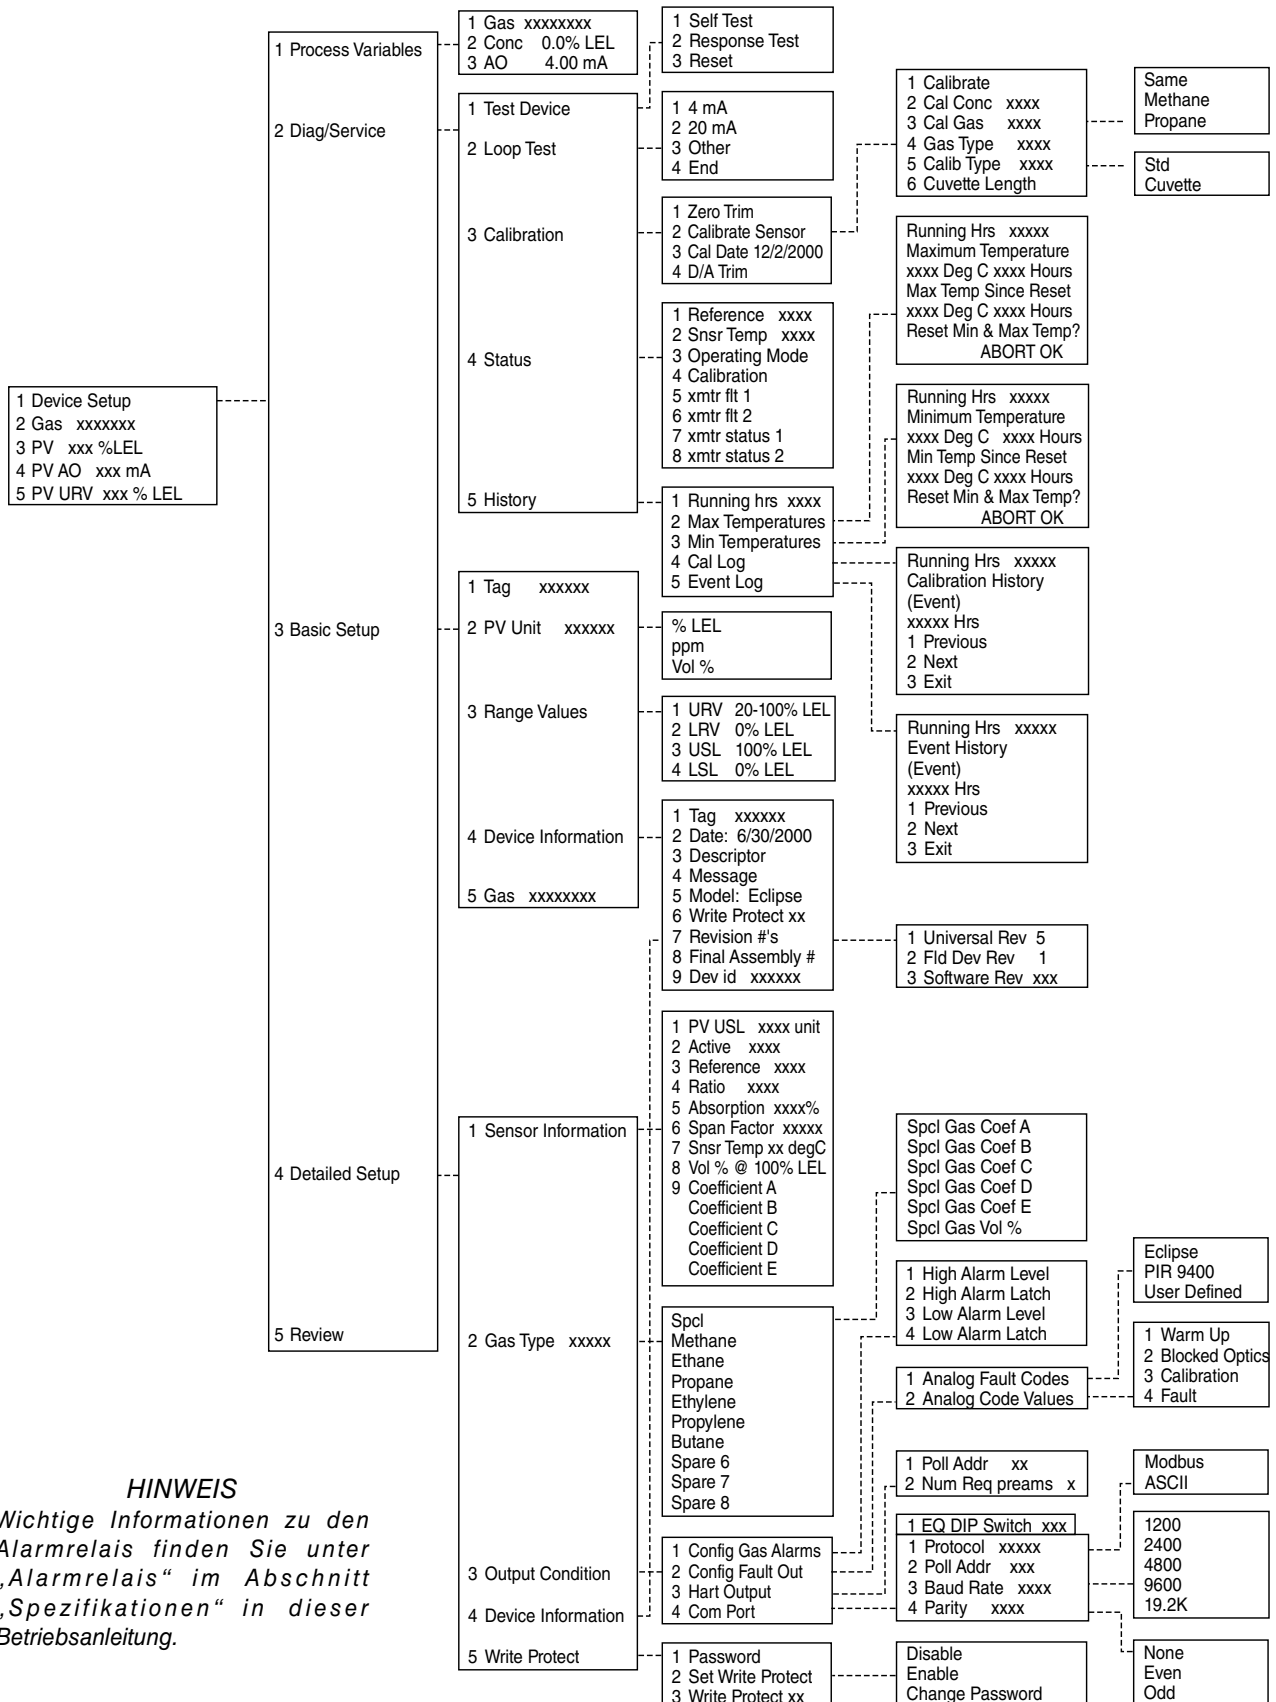 1 Device Setup
2 Gas xxxxxxx
3 PV xxx %LEL
4 PV AO xxx mA
5 PV URV xxx % LEL
1 Process Variables
2 Diag/Service
3 Basic Setup
4 Detailed Setup
5 Review
1 Gas xxxxxxxx
2 Conc 0.0% LEL
3 AO 4.00 mA
1 Test Device
2 Loop Test
3 Calibration
4 Status
5 History
1 Self Test
2 Response Test
3 Reset
1 4 mA
2 20 mA
3 Other
4 End
1 Zero Trim
2 Calibrate Sensor
3 Cal Date 12/2/2000
4 D/A Trim
1 Calibrate
2 Cal Conc xxxx
3 Cal Gas xxxx
4 Gas Type xxxx
5 Calib Type xxxx
6 Cuvette Length
Same
Methane
Propane
Std
Cuvette
1 Reference xxxx
2 Snsr Temp xxxx
3 Operating Mode
4 Calibration
5 xmtr flt 1
6 xmtr flt 2
7 xmtr status 1
8 xmtr status 2
1 Running hrs xxxx
2 Max Temperatures
3 Min Temperatures
4 Cal Log
5 Event Log
Running Hrs xxxxx
Maximum Temperature
xxxx Deg C xxxx Hours
Max Temp Since Reset
xxxx Deg C xxxx Hours
Reset Min & Max Temp?
ABORT OK
Running Hrs xxxxx
Minimum Temperature
xxxx Deg C xxxx Hours
Min Temp Since Reset
xxxx Deg C xxxx Hours
Reset Min & Max Temp?
ABORT OK
Running Hrs xxxxx
Calibration History
(Event)
xxxxx Hrs
1 Previous
2 Next
3 Exit
Running Hrs xxxxx
Event History
(Event)
xxxxx Hrs
1 Previous
2 Next
3 Exit
1 Tag xxxxxx
2 PV Unit xxxxxx
3 Range Values
4 Device Information
5 Gas xxxxxxxx
% LEL
ppm
Vol %
1 URV 20-100% LEL
2 LRV 0% LEL
3 USL 100% LEL
4 LSL 0% LEL
1 Tag xxxxxx
2 Date: 6/30/2000
3 Descriptor
4 Message
5 Model: Eclipse
6 Write Protect xx
7 Revision #'s
8 Final Assembly #
9 Dev id xxxxxx
1 Universal Rev 5
2 Fld Dev Rev 1
3 Software Rev xxx
1 Sensor Information
2 Gas Type xxxxx
3 Output Condition
4 Device Information
5 Write Protect
1 PV USL xxxx unit
2 Active xxxx
3 Reference xxxx
4 Ratio xxxx
5 Absorption xxxx%
6 Span Factor xxxxx
7 Snsr Temp xx degC
8 Vol % @ 100% LEL
9 Coefficient A
Coefficient B
Coefficient C
Coefficient D
Coefficient E
Spcl
Methane
Ethane
Propane
Ethylene
Propylene
Butane
Spare 6
Spare 7
Spare 8
Spcl Gas Coef A
Spcl Gas Coef B
Spcl Gas Coef C
Spcl Gas Coef D
Spcl Gas Coef E
Spcl Gas Vol %
1 Config Gas Alarms
2 Config Fault Out
3 Hart Output
4 Com Port
1 High Alarm Level
2 High Alarm Latch
3 Low Alarm Level
4 Low Alarm Latch
1 Analog Fault Codes
2 Analog Code Values
Eclipse
PIR 9400
User Defined
1 Warm Up
2 Blocked Optics
3 Calibration
4 Fault
1 Poll Addr xx
2 Num Req preams x
1 EQ DIP Switch xxx
1 Protocol xxxxx
2 Poll Addr xxx
3 Baud Rate xxxx
4 Parity xxxx
Modbus
ASCII
1200
2400
4800
9600
19.2K
None
Even
Odd
1 Password
2 Set Write Protect
3 Write Protect xx
Disable
Enable
Change Password
HINWEIS
Wichtige Informationen zu den
Alarmrelais finden Sie unter
„Alarmrelais“ im Abschnitt
„Spezifikationen“ in dieser
Betriebsanleitung.